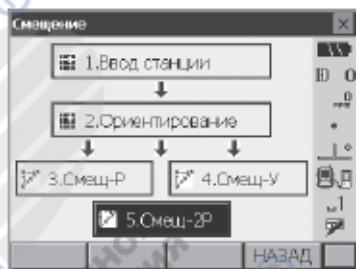 Смещение
1.Ввод станции
2.Ориентирование
3.Смещ-Р 4.Смещ-У
5.Смещ-2Р
НАЗАД